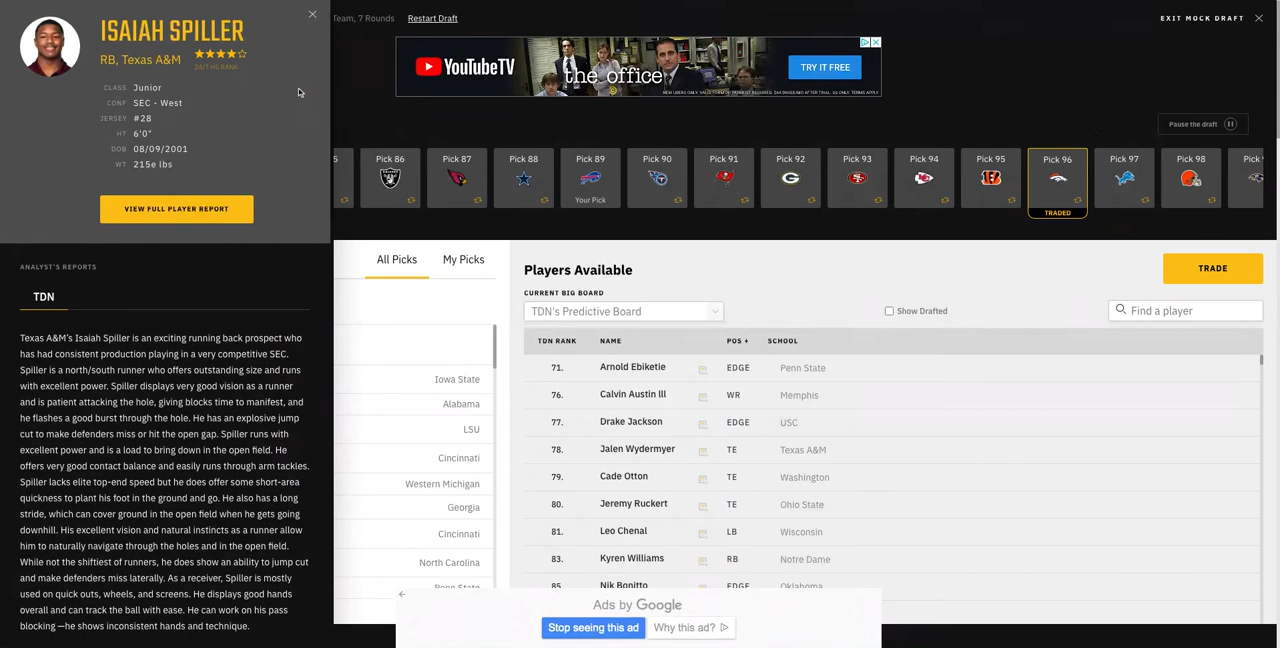 ISAIAH SPILLER
RB, Texas A&M
24/7 HS RANK
CLASS Junior
CONF SEC - West
JERSEY #28
HT 6'0"
DOB 08/09/2001
WT 215e lbs
VIEW FULL PLAYER REPORT
ANALYST'S REPORTS
TDN
Texas A&M's Isaiah Spiller is an exciting running back prospect who
has had consistent production playing in a very competitive SEC.
Spiller is a north/south runner who offers outstanding size and runs
with excellent power. Spiller displays very good vision as a runner
and is patient attacking the hole, giving blocks time to manifest, and
he flashes a good burst through the hole. He has an explosive jump
cut to make defenders miss or hit the open gap. Spiller runs with
excellent power and is a load to bring down in the open field. He
offers very good contact balance and easily runs through arm tackles.
Spiller lacks elite top-end speed but he does offer some short-area
quickness to plant his foot in the ground and go. He also has a long
stride, which can cover ground in the open field when he gets going
downhill. His excellent vision and natural instincts as a runner allow
him to naturally navigate through the holes and in the open field.
While not the shiftiest of runners, he does show an ability to jump cut
and make defenders miss laterally. As a receiver, Spiller is mostly
used on quick outs, wheels, and screens. He displays good hands
overall and can track the ball with ease. He can work on his pass
blocking —he shows inconsistent hands and technique.
Team, 7 Rounds Restart Draft
EXIT MOCK DRAFT
YouTubeTV the office TRY IT FREE
Pause the draft
5 Pick 86 Pick 87 Pick 88 Pick 89 Pick 90 Pick 91 Pick 92 Pick 93 Pick 94 Pick 95 Pick 96 Pick 97 Pick 98 Pick
Your Pick
TRADED
All Picks My Picks
Iowa State
Alabama
LSU
Cincinnati
Western Michigan
Georgia
Cincinnati
North Carolina
Penn State
Players Available
TRADE
CURRENT BIG BOARD
TDN's Predictive Board Show Drafted Find a player
TDN RANK NAME POS + SCHOOL
71. Arnold Ebiketie EDGE Penn State
76. Calvin Austin lll WR Memphis
77. Drake Jackson EDGE USC
78. Jalen Wydermyer TE Texas A&M
79. Cade Otton TE Washington
80. Jeremy Ruckert TE Ohio State
81. Leo Chenal LB Wisconsin
83. Kyren Williams RB Notre Dame
85. Nik Bonitto EDGE Oklahoma
Ads by Google
Stop seeing this ad Why this ad?